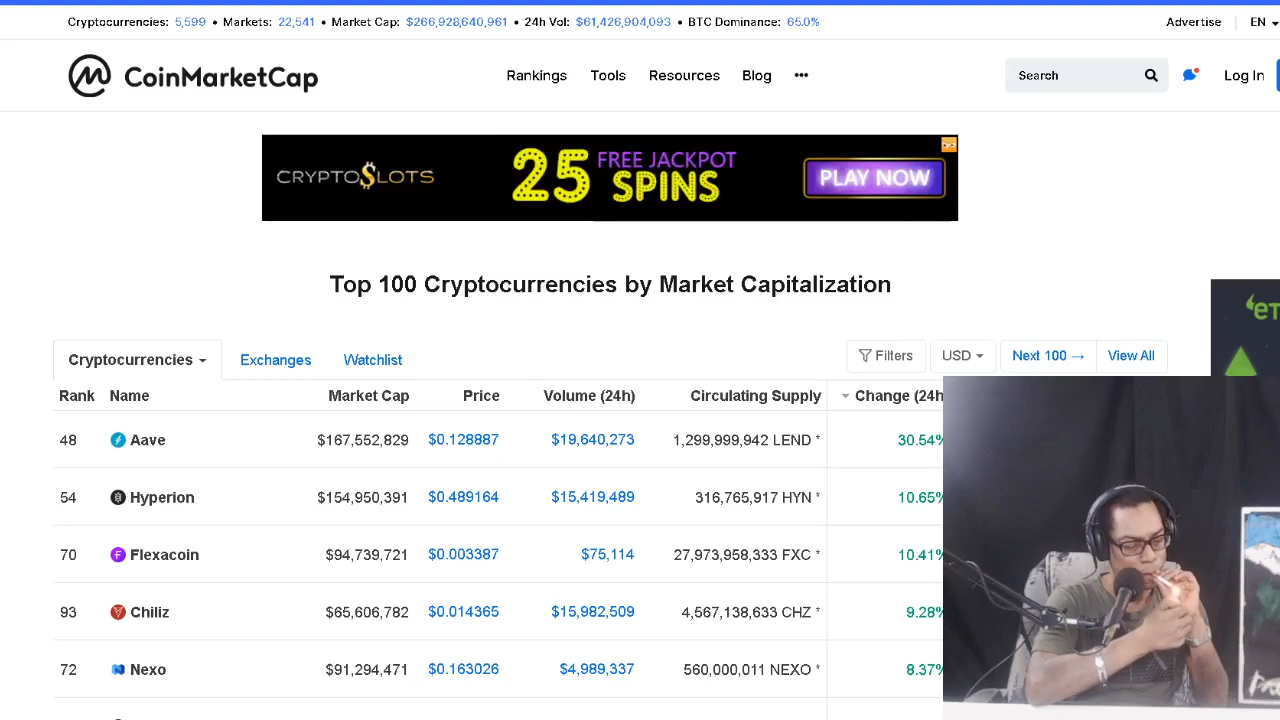 Cryptocurrencies: 5,599 • Markets: 22,541 • Market Cap: $266,928,640,961 • 24h Vol: $61,426,904,093 • BTC Dominance: 65.0%
Advertise EN
CoinMarketCap
Rankings Tools Resources Blog •••
Search
Log In
CRYPTO$LOTS 25 FREE JACKPOT SPINS PLAY NOW
Top 100 Cryptocurrencies by Market Capitalization
Cryptocurrencies Exchanges Watchlist
Filters USD Next 100 → View All
Rank Name Market Cap Price Volume (24h) Circulating Supply Change (24h
48 Aave $167,552,829 $0.128887 $19,640,273 1,299,999,942 LEND * 30.54%
54 Hyperion $154,950,391 $0.489164 $15,419,489 316,765,917 HYN * 10.65%
70 Flexacoin $94,739,721 $0.003387 $75,114 27,973,958,333 FXC * 10.41%
93 Chiliz $65,606,782 $0.014365 $15,982,509 4,567,138,633 CHZ * 9.28%
72 Nexo $91,294,471 $0.163026 $4,989,337 560,000,011 NEXO * 8.37%